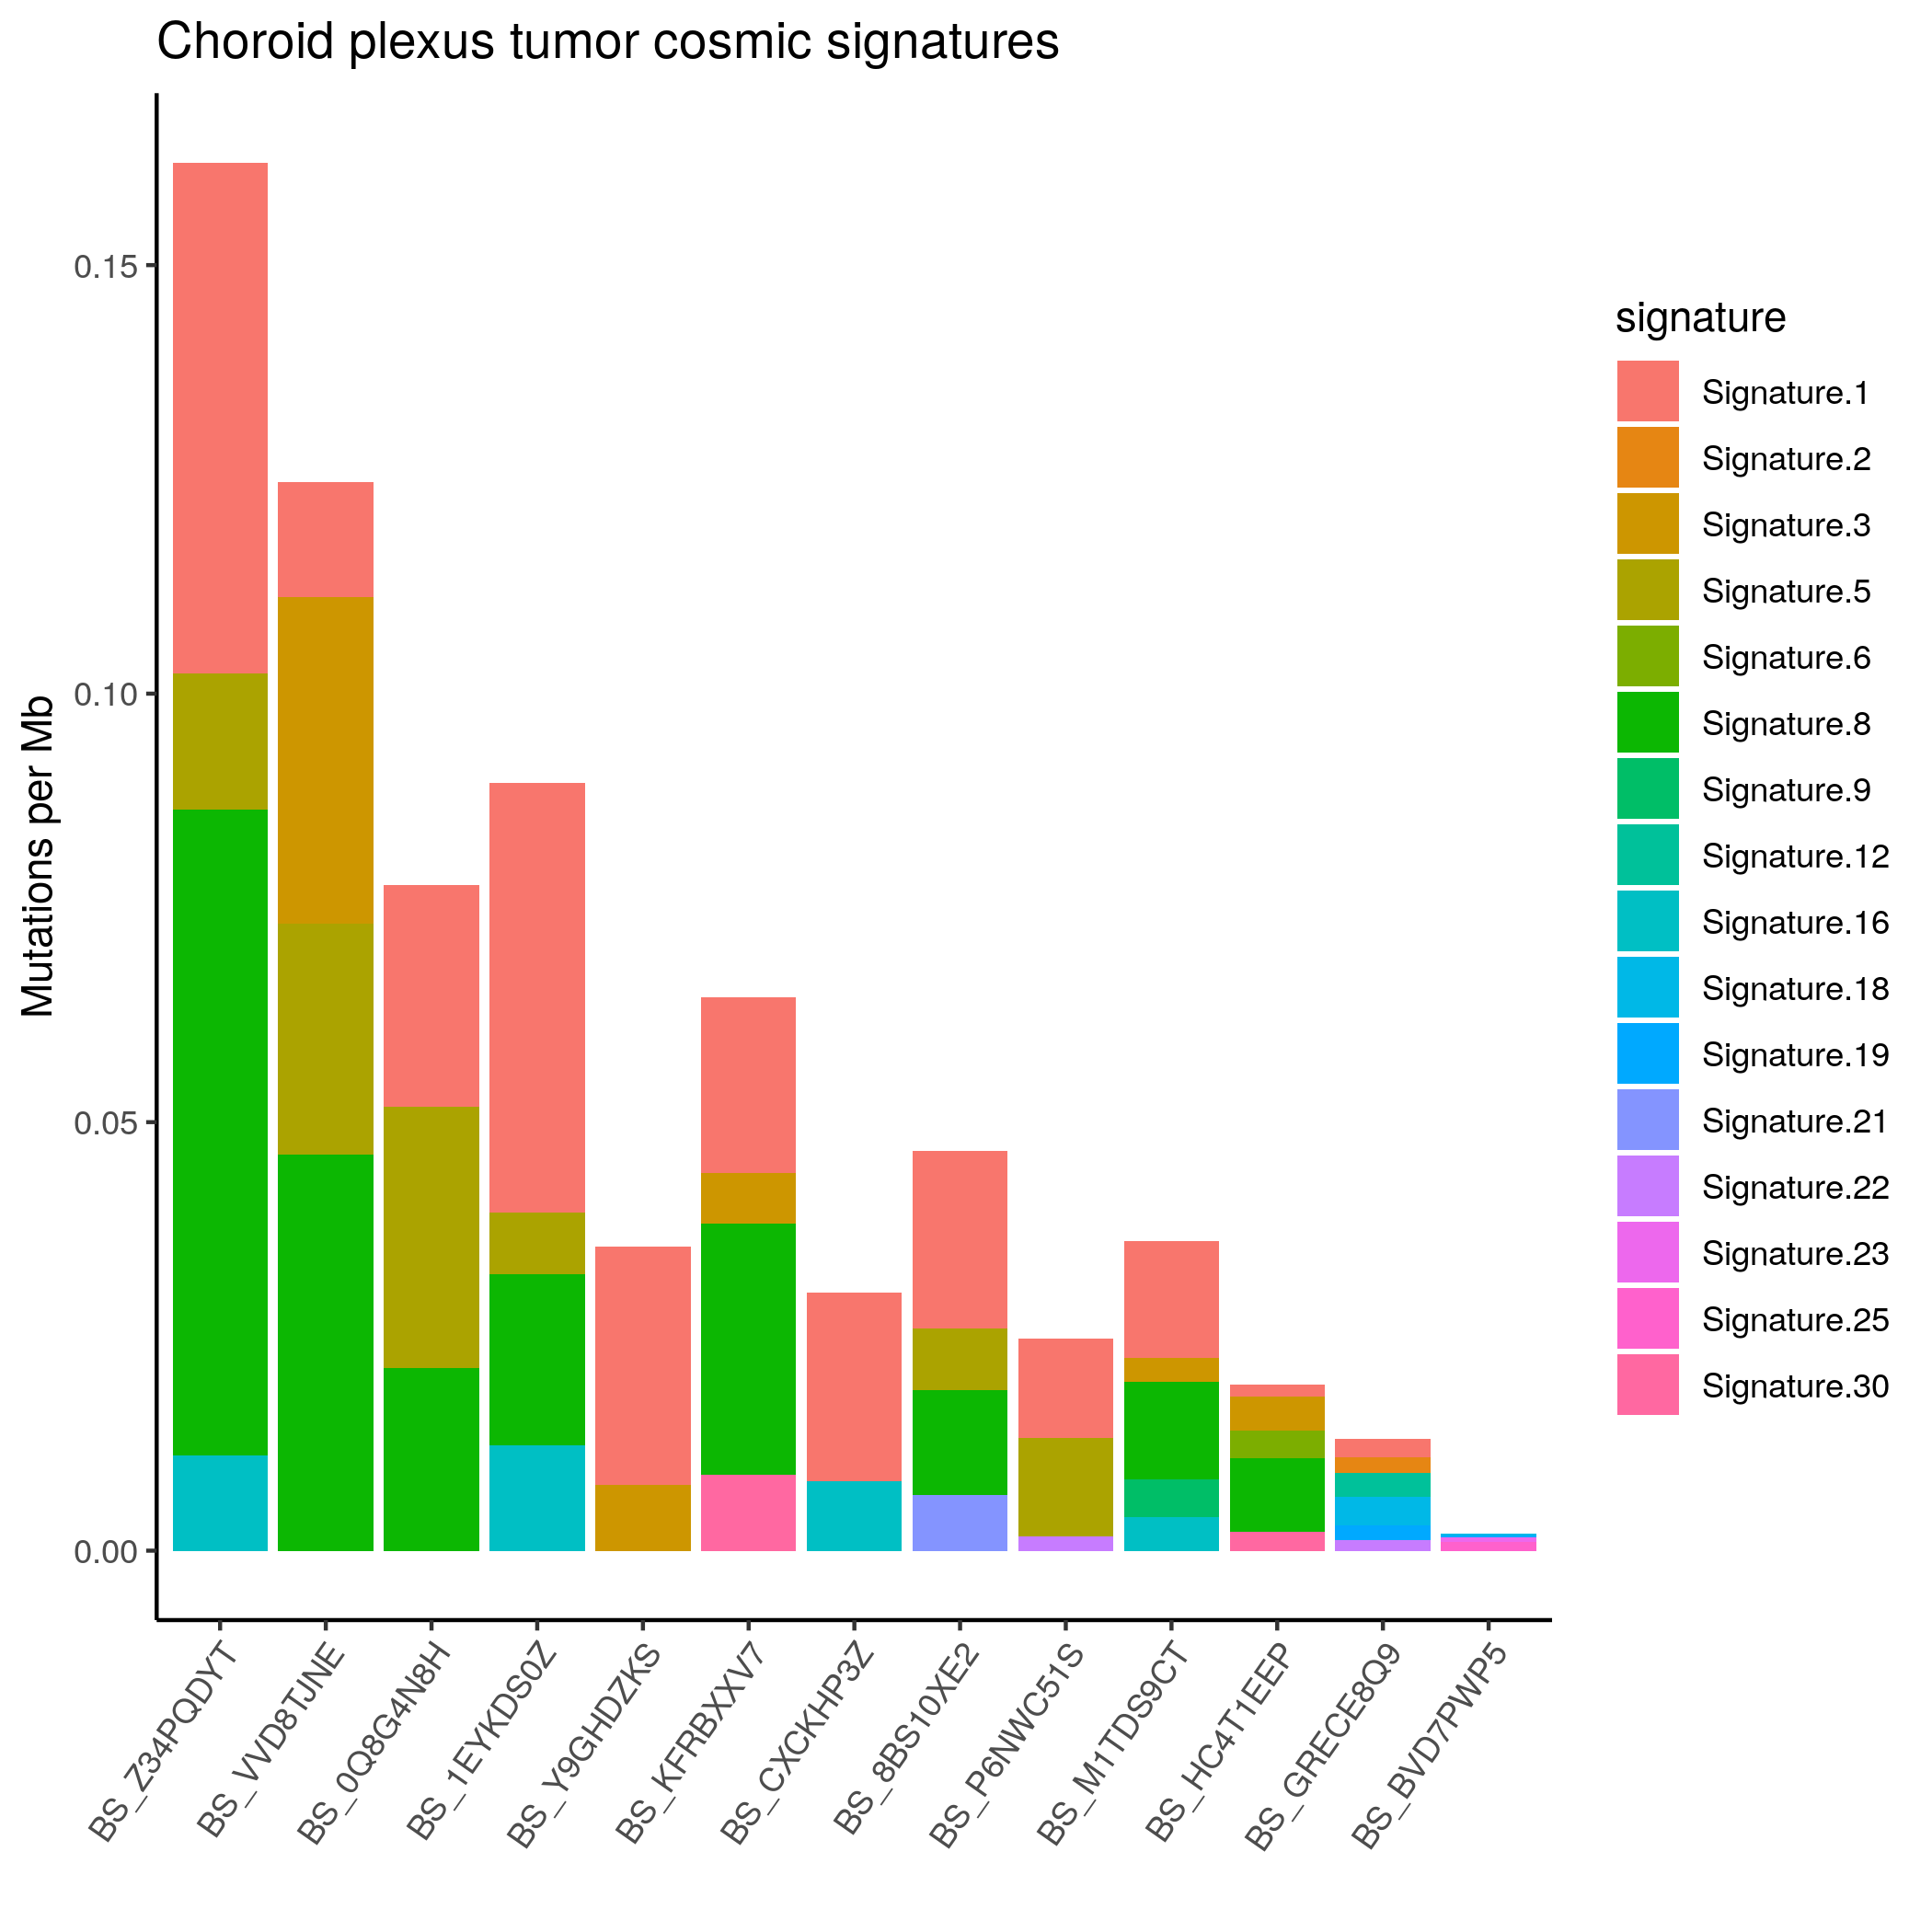 Choroid plexus tumor cosmic signatures
Mutations per Mb
0.15
0.10
0.05
0.00
BS_Z34PQDYT
BS_VVD8TJNE
BS_0Q8G4N8H
BS_1EYKDS0Z
BS_Y9GHDZKS
BS_KFRBXXV7
BS_CXCKHP3Z
BS_8BS10XE2
BS_P6NWC51S
BS_M1TDS9CT
BS_HC4T1EEP
BS_GRECE8Q9
BS_BVD7PWP5
signature
Signature.1
Signature.2
Signature.3
Signature.5
Signature.6
Signature.8
Signature.9
Signature.12
Signature.16
Signature.18
Signature.19
Signature.21
Signature.22
Signature.23
Signature.25
Signature.30